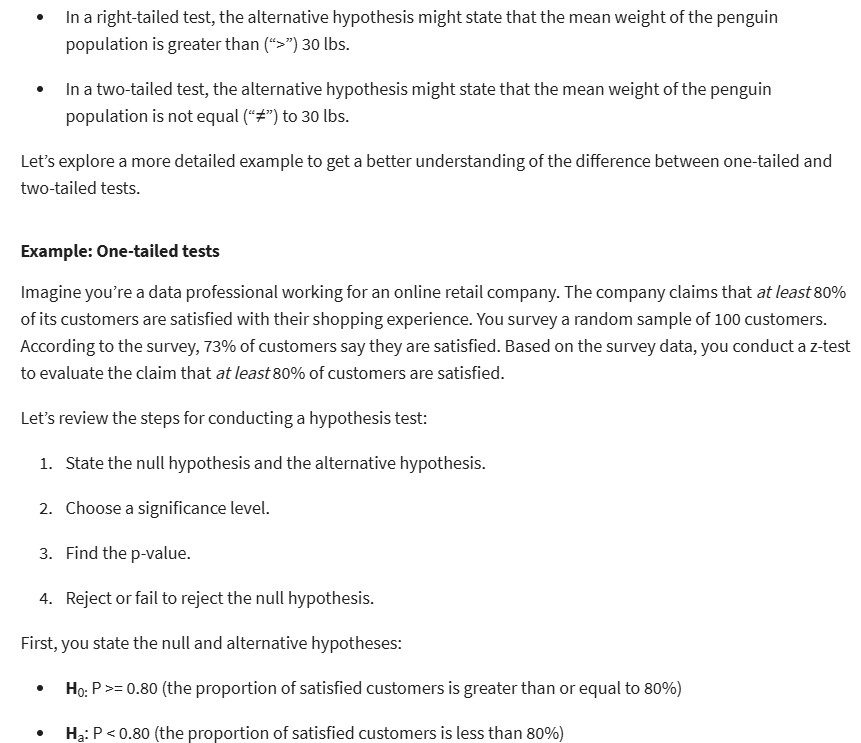 • In a right-tailed test, the alternative hypothesis might state that the mean weight of the penguin
population is greater than (“>”) 30 lbs.
• In a two-tailed test, the alternative hypothesis might state that the mean weight of the penguin
population is not equal (“≠”) to 30 lbs.
Let’s explore a more detailed example to get a better understanding of the difference between one-tailed and
two-tailed tests.
Example: One-tailed tests
Imagine you’re a data professional working for an online retail company. The company claims that at least 80%
of its customers are satisfied with their shopping experience. You survey a random sample of 100 customers.
According to the survey, 73% of customers say they are satisfied. Based on the survey data, you conduct a z-test
to evaluate the claim that at least 80% of customers are satisfied.
Let’s review the steps for conducting a hypothesis test:
1. State the null hypothesis and the alternative hypothesis.
2. Choose a significance level.
3. Find the p-value.
4. Reject or fail to reject the null hypothesis.
First, you state the null and alternative hypotheses:
• H₀: P >= 0.80 (the proportion of satisfied customers is greater than or equal to 80%)
• Hₐ: P < 0.80 (the proportion of satisfied customers is less than 80%)